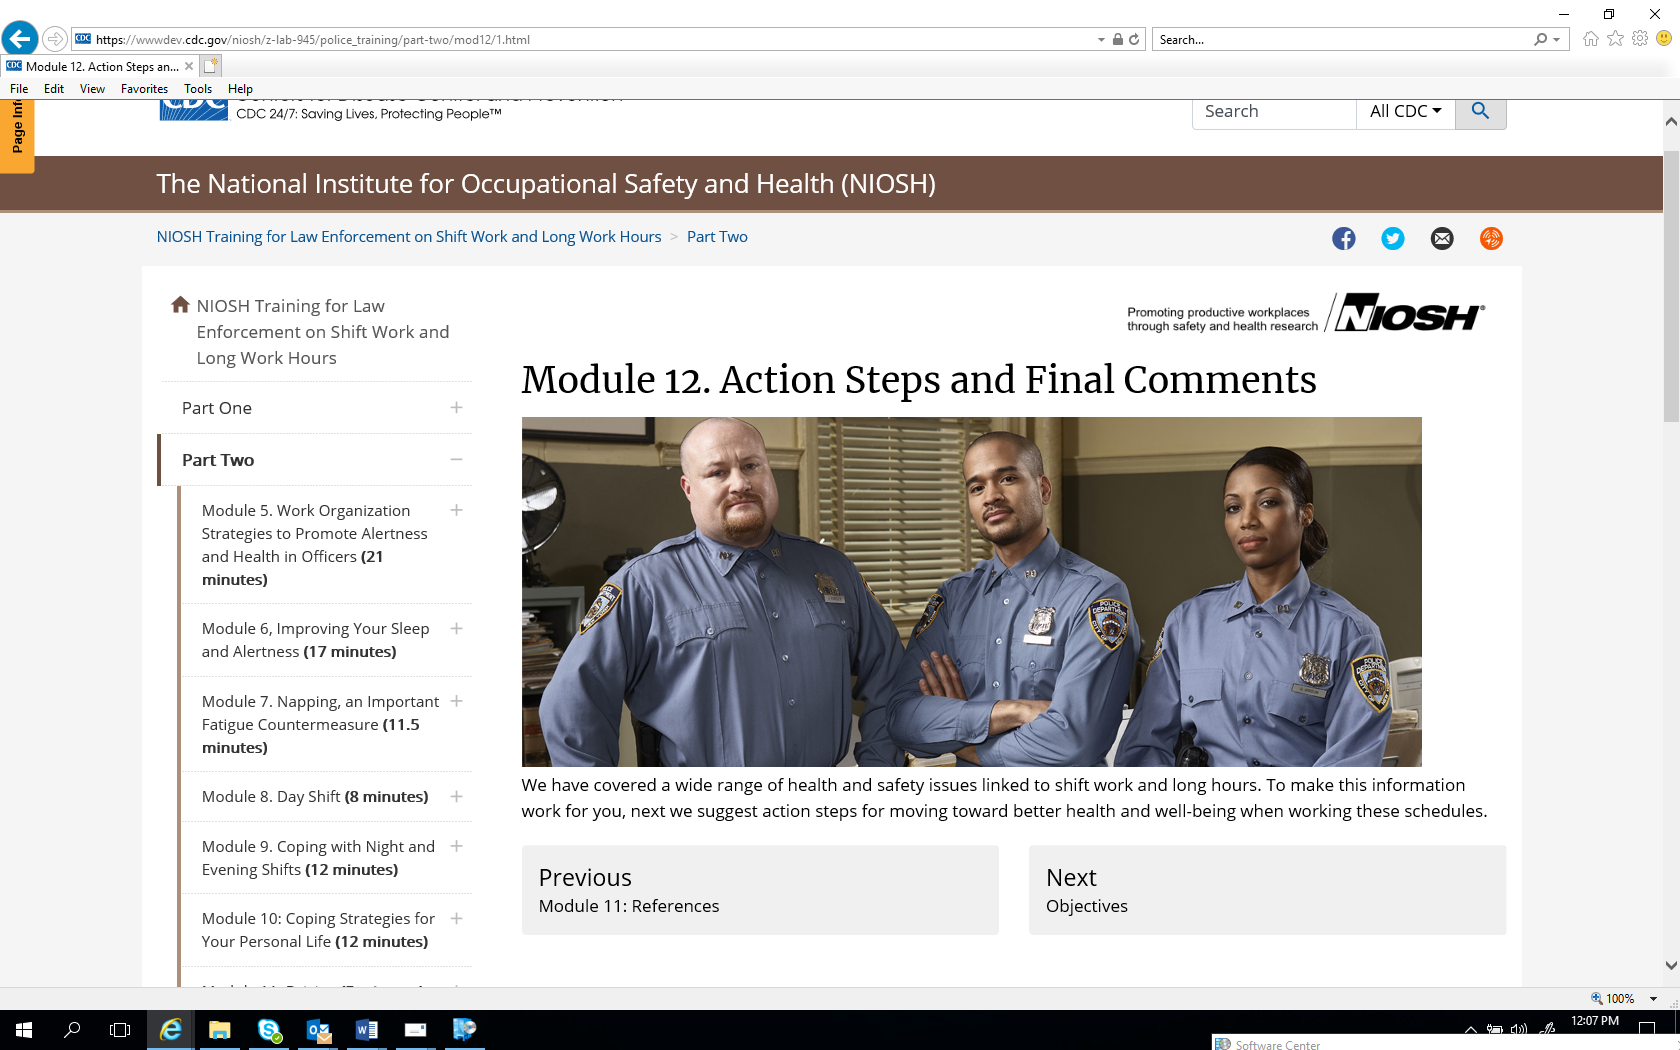 https://wwwdev.cdc.gov/niosh/z-lab-945/police_training/part-two/mod12/1.html
Search...
Module 12. Action Steps an...
File Edit View Favorites Tools Help
CDC
CDC 24/7: Saving Lives, Protecting People™
Search
All CDC
Page Inf
The National Institute for Occupational Safety and Health (NIOSH)
NIOSH Training for Law Enforcement on Shift Work and Long Work Hours > Part Two
NIOSH Training for Law
Enforcement on Shift Work and
Long Work Hours
Part One
Part Two
Module 5. Work Organization
Strategies to Promote Alertness
and Health in Officers (21
minutes)
Module 6, Improving Your Sleep
and Alertness (17 minutes)
Module 7. Napping, an Important
Fatigue Countermeasure (11.5
minutes)
Module 8. Day Shift (8 minutes)
Module 9. Coping with Night and
Evening Shifts (12 minutes)
Module 10: Coping Strategies for
Your Personal Life (12 minutes)
Promoting productive workplaces
through safety and health research
NIOSH®
Module 12. Action Steps and Final Comments
POLICE DEPARTMENT
CITY OF
POLICE DEPARTMENT
CITY OF
We have covered a wide range of health and safety issues linked to shift work and long hours. To make this information
work for you, next we suggest action steps for moving toward better health and well-being when working these schedules.
Previous
Module 11: References
Next
Objectives
100%
12:07 PM
Software Center